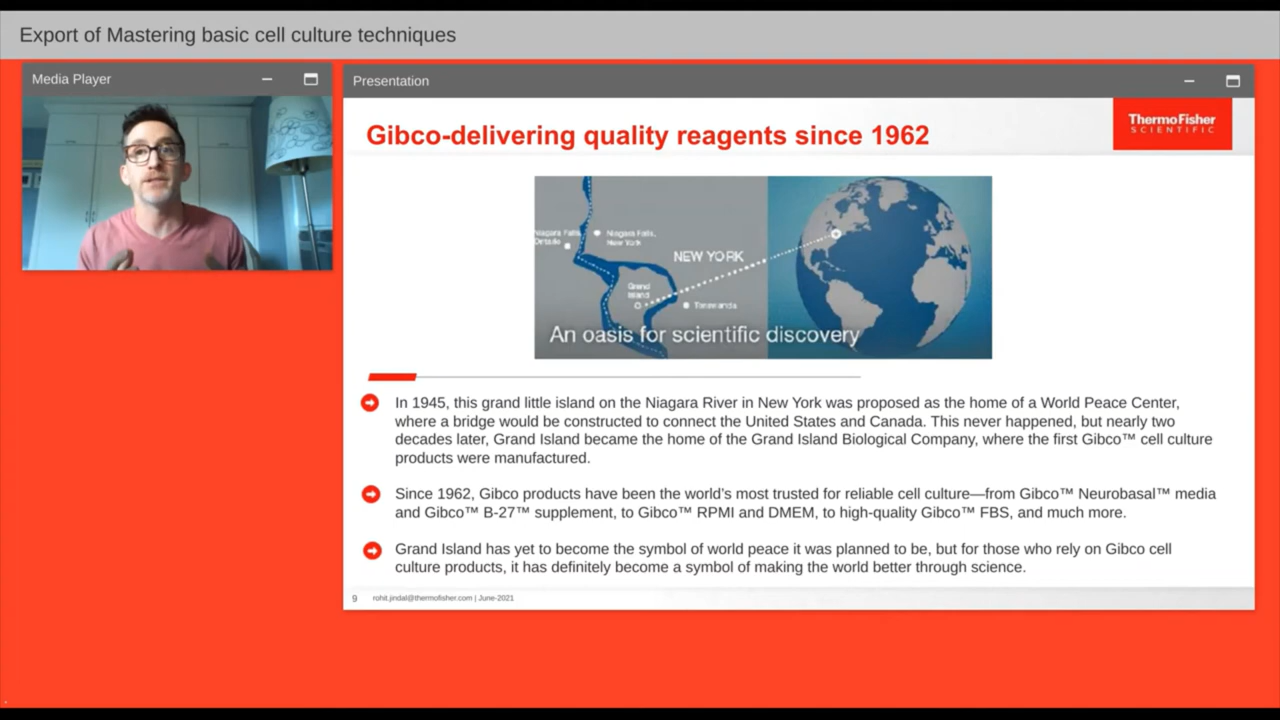 Export of Mastering basic cell culture techniques
Media Player
Presentation
Gibco-delivering quality reagents since 1962
ThermoFisher
SCIENTIFIC
Niagara Falls,
Ontario
Niagara Falls,
New York
NEW YORK
Grand
Island
Tonawanda
An oasis for scientific discovery
In 1945, this grand little island on the Niagara River in New York was proposed as the home of a World Peace Center,
where a bridge would be constructed to connect the United States and Canada. This never happened, but nearly two
decades later, Grand Island became the home of the Grand Island Biological Company, where the first Gibco™ cell culture
products were manufactured.
Since 1962, Gibco products have been the world's most trusted for reliable cell culture—from Gibco™ Neurobasal™ media
and Gibco™ B-27™ supplement, to Gibco™ RPMI and DMEM, to high-quality Gibco™ FBS, and much more.
Grand Island has yet to become the symbol of world peace it was planned to be, but for those who rely on Gibco cell
culture products, it has definitely become a symbol of making the world better through science.
9 rohit.jindal@thermofisher.com | June-2021